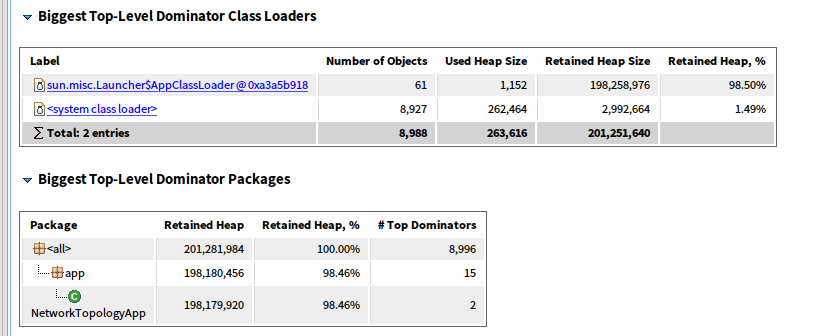 Biggest Top-Level Dominator Class Loaders
Label Number of Objects Used Heap Size Retained Heap Size Retained Heap, %
sun.misc.Launcher$AppClassLoader@0xa3a5b918 61 1,152 198,258,976 98.50%
<system class loader> 8,927 262,464 2,992,664 1.49%
∑ Total: 2 entries 8,988 263,616 201,251,640
Biggest Top-Level Dominator Packages
Package Retained Heap Retained Heap, % # Top Dominators
<all> 201,281,984 100.00% 8,996
app 198,180,456 98.46% 15
C
NetworkTopologyApp 198,179,920 98.46% 2